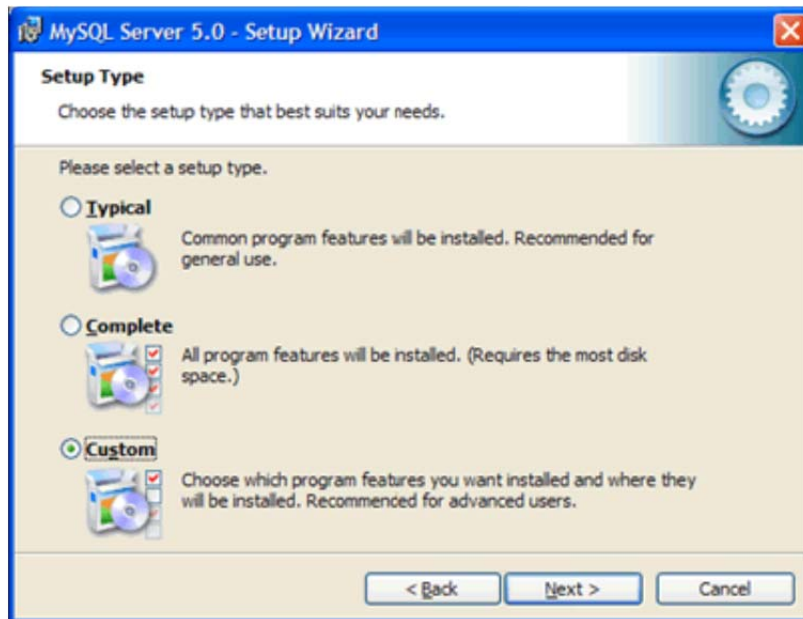 MySQL Server 5.0 - Setup Wizard
Setup Type
Choose the setup type that best suits your needs.
Please select a setup type.
Typical
Common program features will be installed. Recommended for
general use.
Complete
All program features will be installed. (Requires the most disk
space.)
Custom
Choose which program features you want installed and where they
will be installed. Recommended for advanced users.
< Back
Next >
Cancel